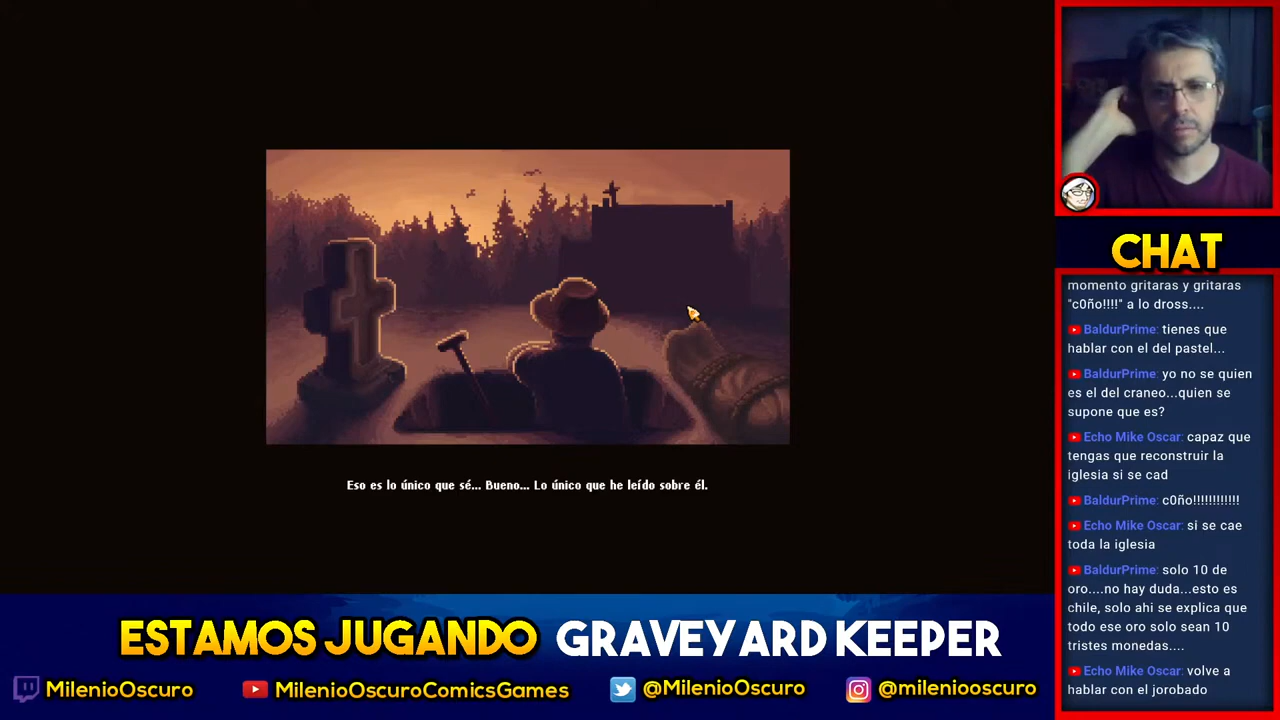 Eso es lo único que sé... Bueno... Lo único que he leído sobre él.
CHAT
momento gritaras y gritaras
"c0ño!!!!" a lo dross....
BaldurPrime: tienes que
hablar con el del pastel...
BaldurPrime: yo no se quien
es el del craneo...quien se
supone que es?
Echo Mike Oscar: capaz que
tengas que reconstruir la
iglesia si se cad
BaldurPrime: c0ño!!!!!!!!!!!!
Echo Mike Oscar: si se cae
toda la iglesia
BaldurPrime: solo 10 de
oro....no hay duda...esto es
chile, solo ahi se explica que
todo ese oro solo sean 10
tristes monedas....
Echo Mike Oscar: volve a
hablar con el jorobado
ESTAMOS JUGANDO GRAVEYARD KEEPER
MilenioOscuro MilenioOscuroComicsGames @MilenioOscuro @mileniooscuro